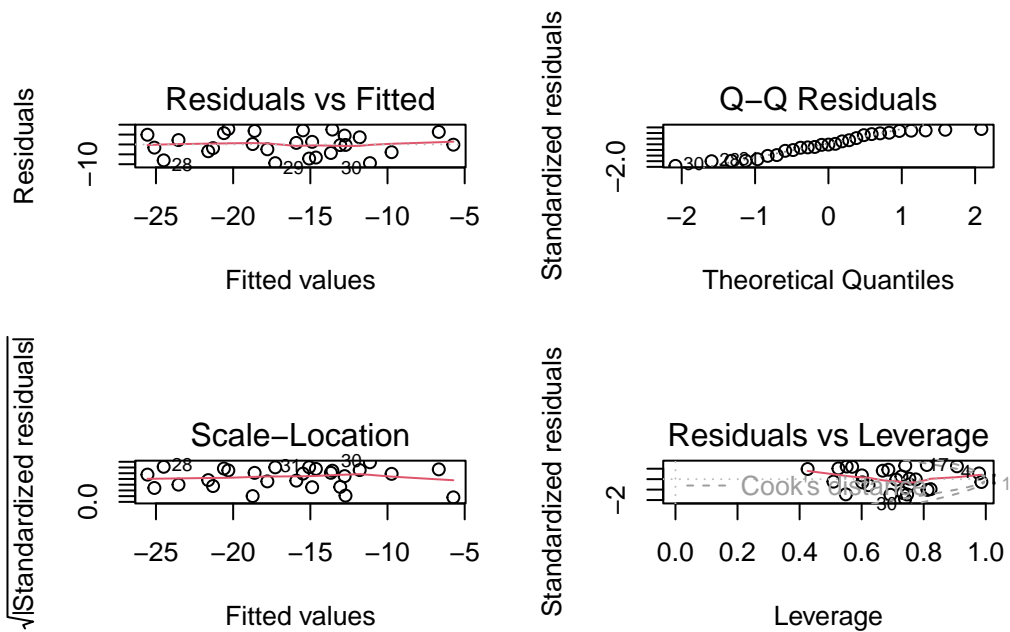 Residuals vs Fitted
Residuals
−10
28
29
30
−25 −20 −15 −10 −5
Fitted values
Q−Q Residuals
Standardized residuals
−2.0
30
−2 −1 0 1 2
Theoretical Quantiles
Scale−Location
√|Standardized residuals|
0.0
28
31
30
−25 −20 −15 −10 −5
Fitted values
Residuals vs Leverage
Standardized residuals
−2
17
Cook's distance
1
30
0.0 0.2 0.4 0.6 0.8 1.0
Leverage